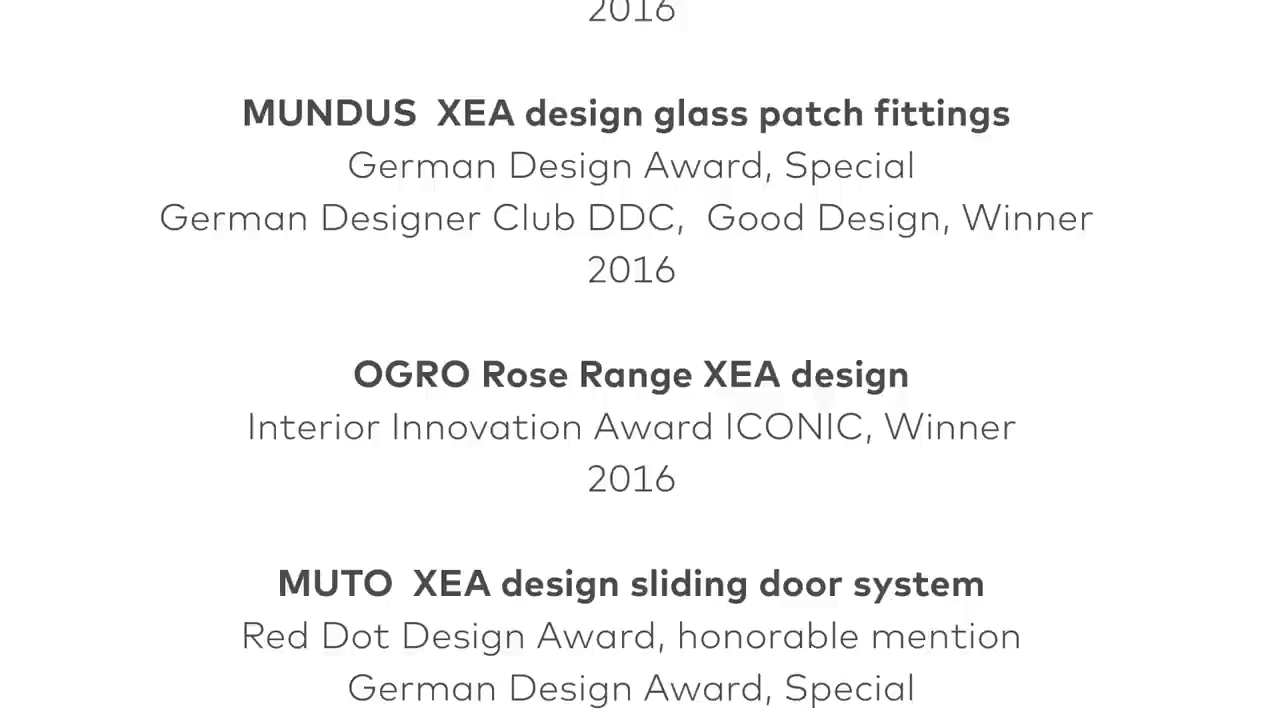 2016
MUNDUS  XEA design glass patch fittings
German Design Award, Special
German Designer Club DDC,  Good Design, Winner
2016
OGRO Rose Range XEA design
Interior Innovation Award ICONIC, Winner
2016
MUTO  XEA design sliding door system
Red Dot Design Award, honorable mention
German Design Award, Special